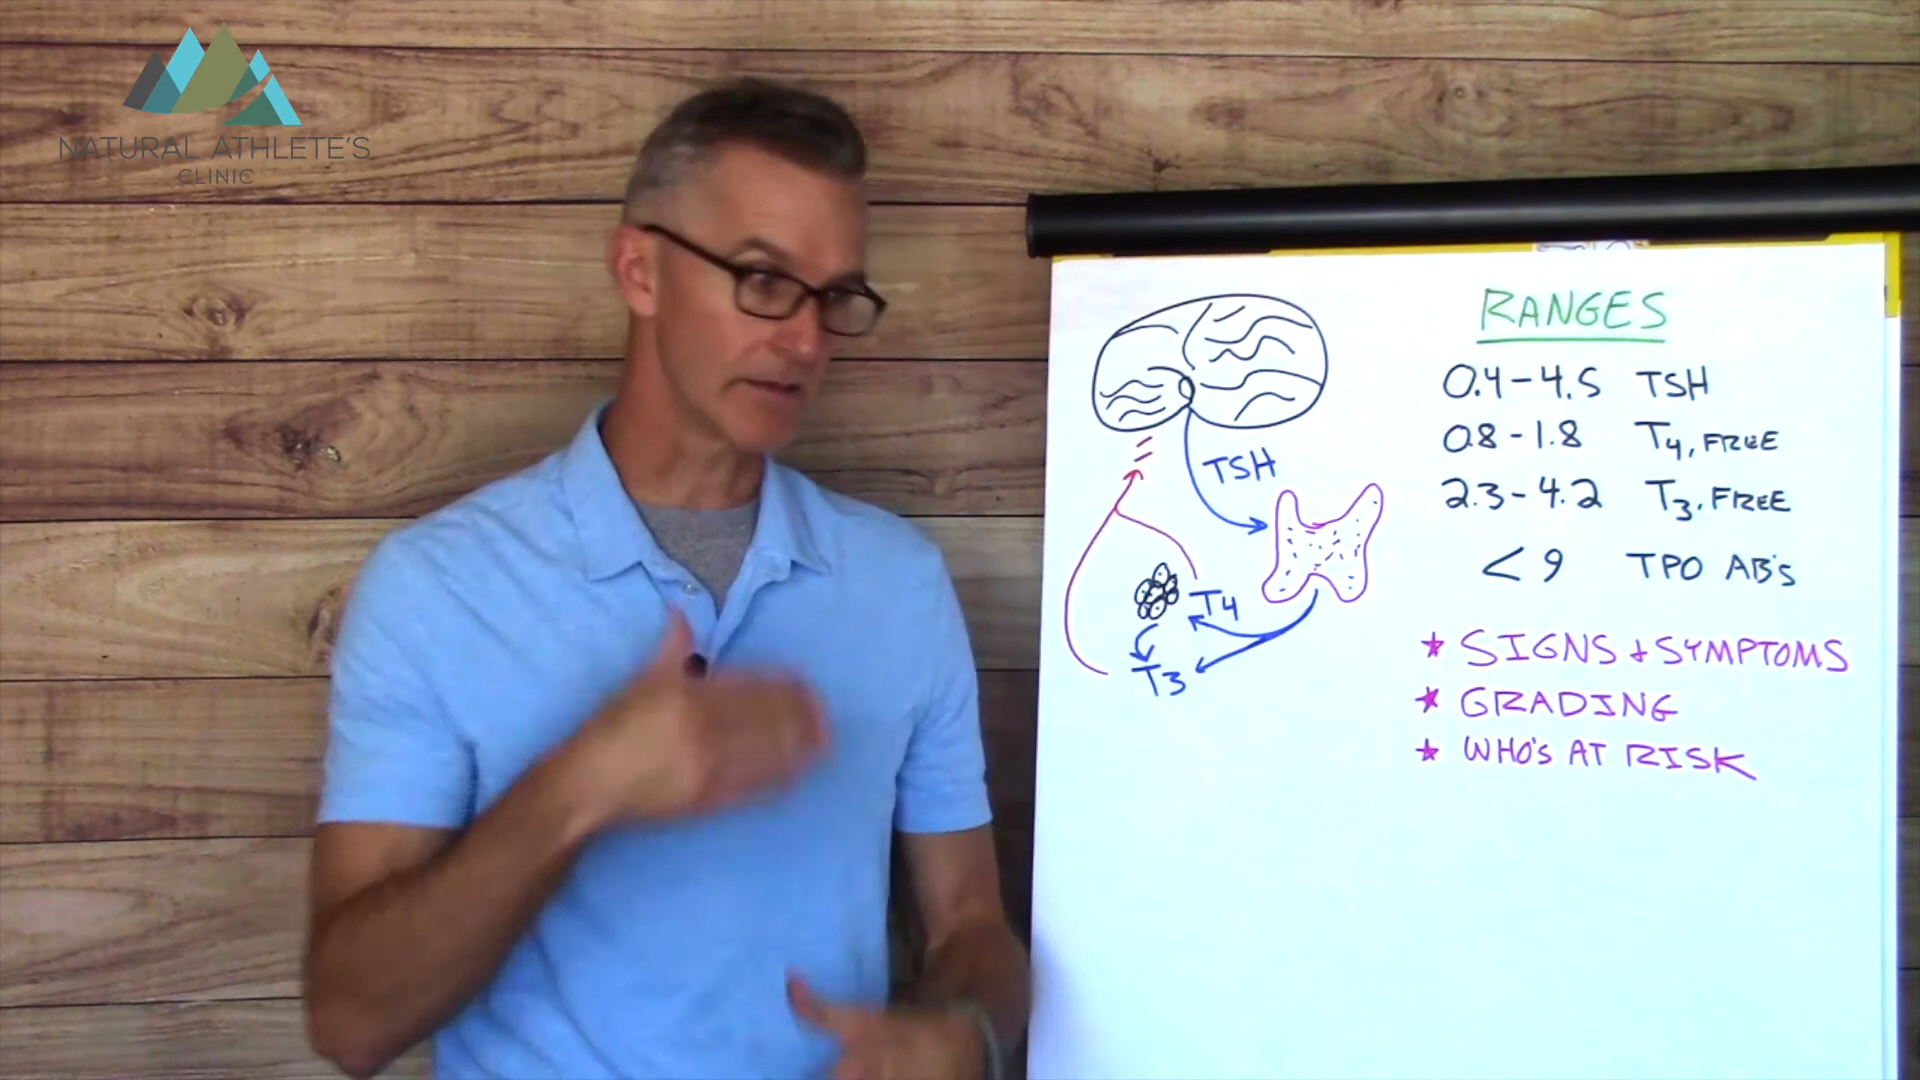 NATURAL ATHLETE'S
CLINIC
RANGES
0.4-4.5 TSH
0.8-1.8 T4, FREE
2.3-4.2 T3, FREE
< 9 TPO AB'S
* SIGNS + SYMPTOMS
* GRADING
* WHO'S AT RISK
TSH
T4
T3